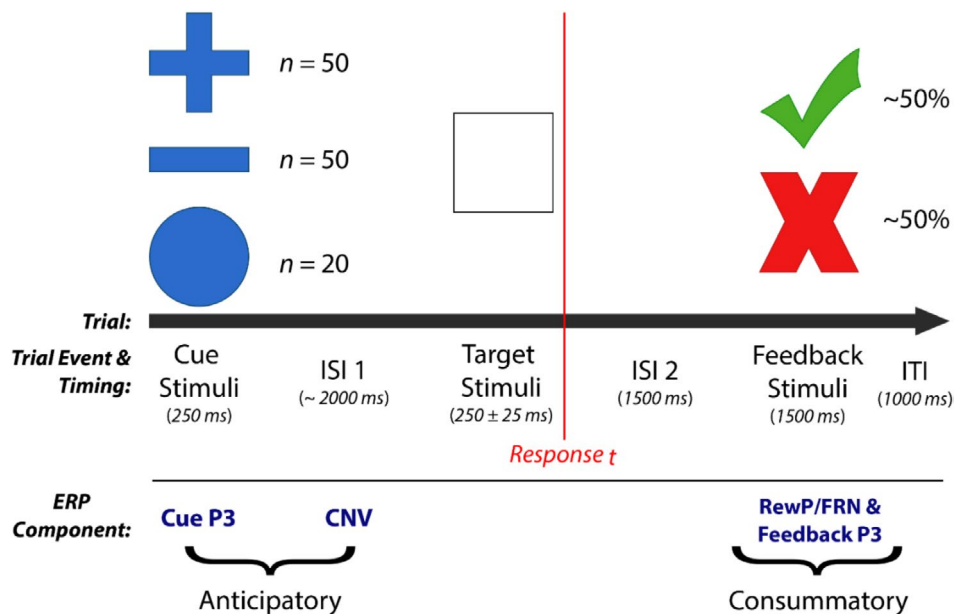 n = 50
n = 50
n = 20
~50%
~50%
Trial:
Trial Event &
Timing:
Cue
Stimuli
(250 ms)
ISI 1
(~ 2000 ms)
Target
Stimuli
(250 ± 25 ms)
ISI 2
(1500 ms)
Feedback
Stimuli
(1500 ms)
ITI
(1000 ms)
Response t
ERP
Component:
Cue P3
CNV
RewP/FRN &
Feedback P3
Anticipatory
Consummatory